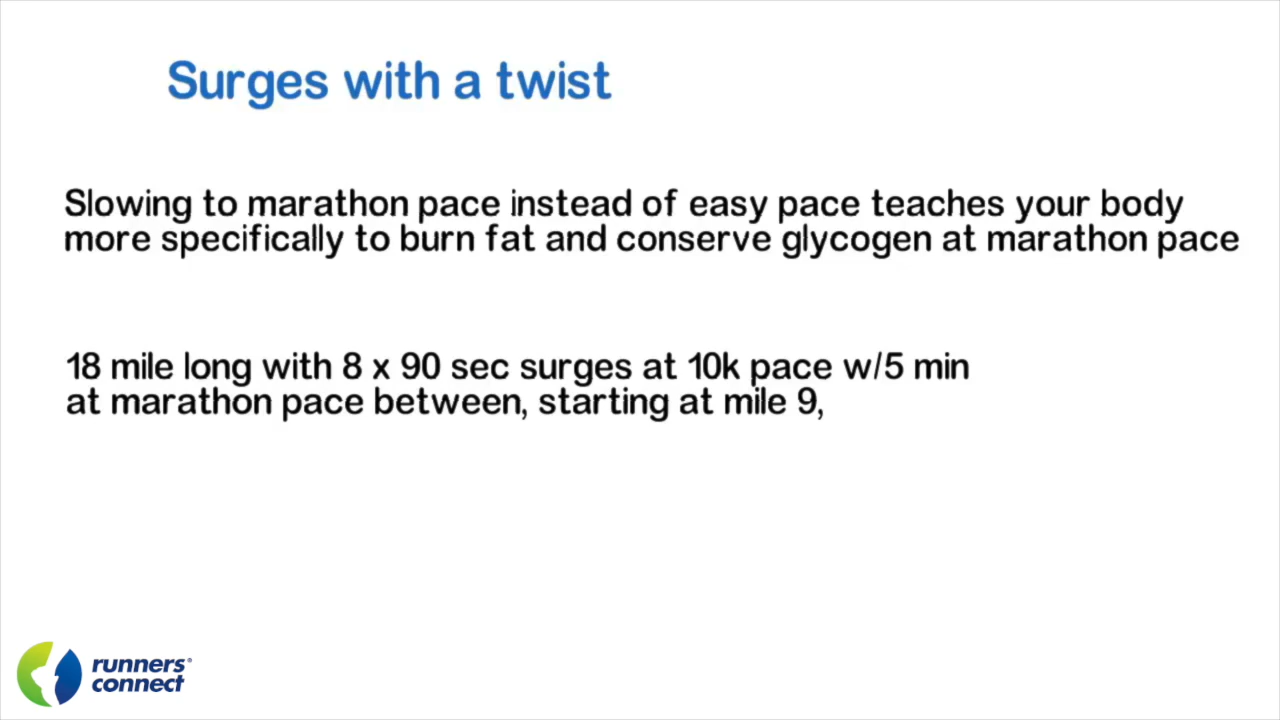 Surges with a twist
Slowing to marathon pace instead of easy pace teaches your body
more specifically to burn fat and conserve glycogen at marathon pace
18 mile long with 8 x 90 sec surges at 10k pace w/5 min
at marathon pace between, starting at mile 9,
runners®
connect